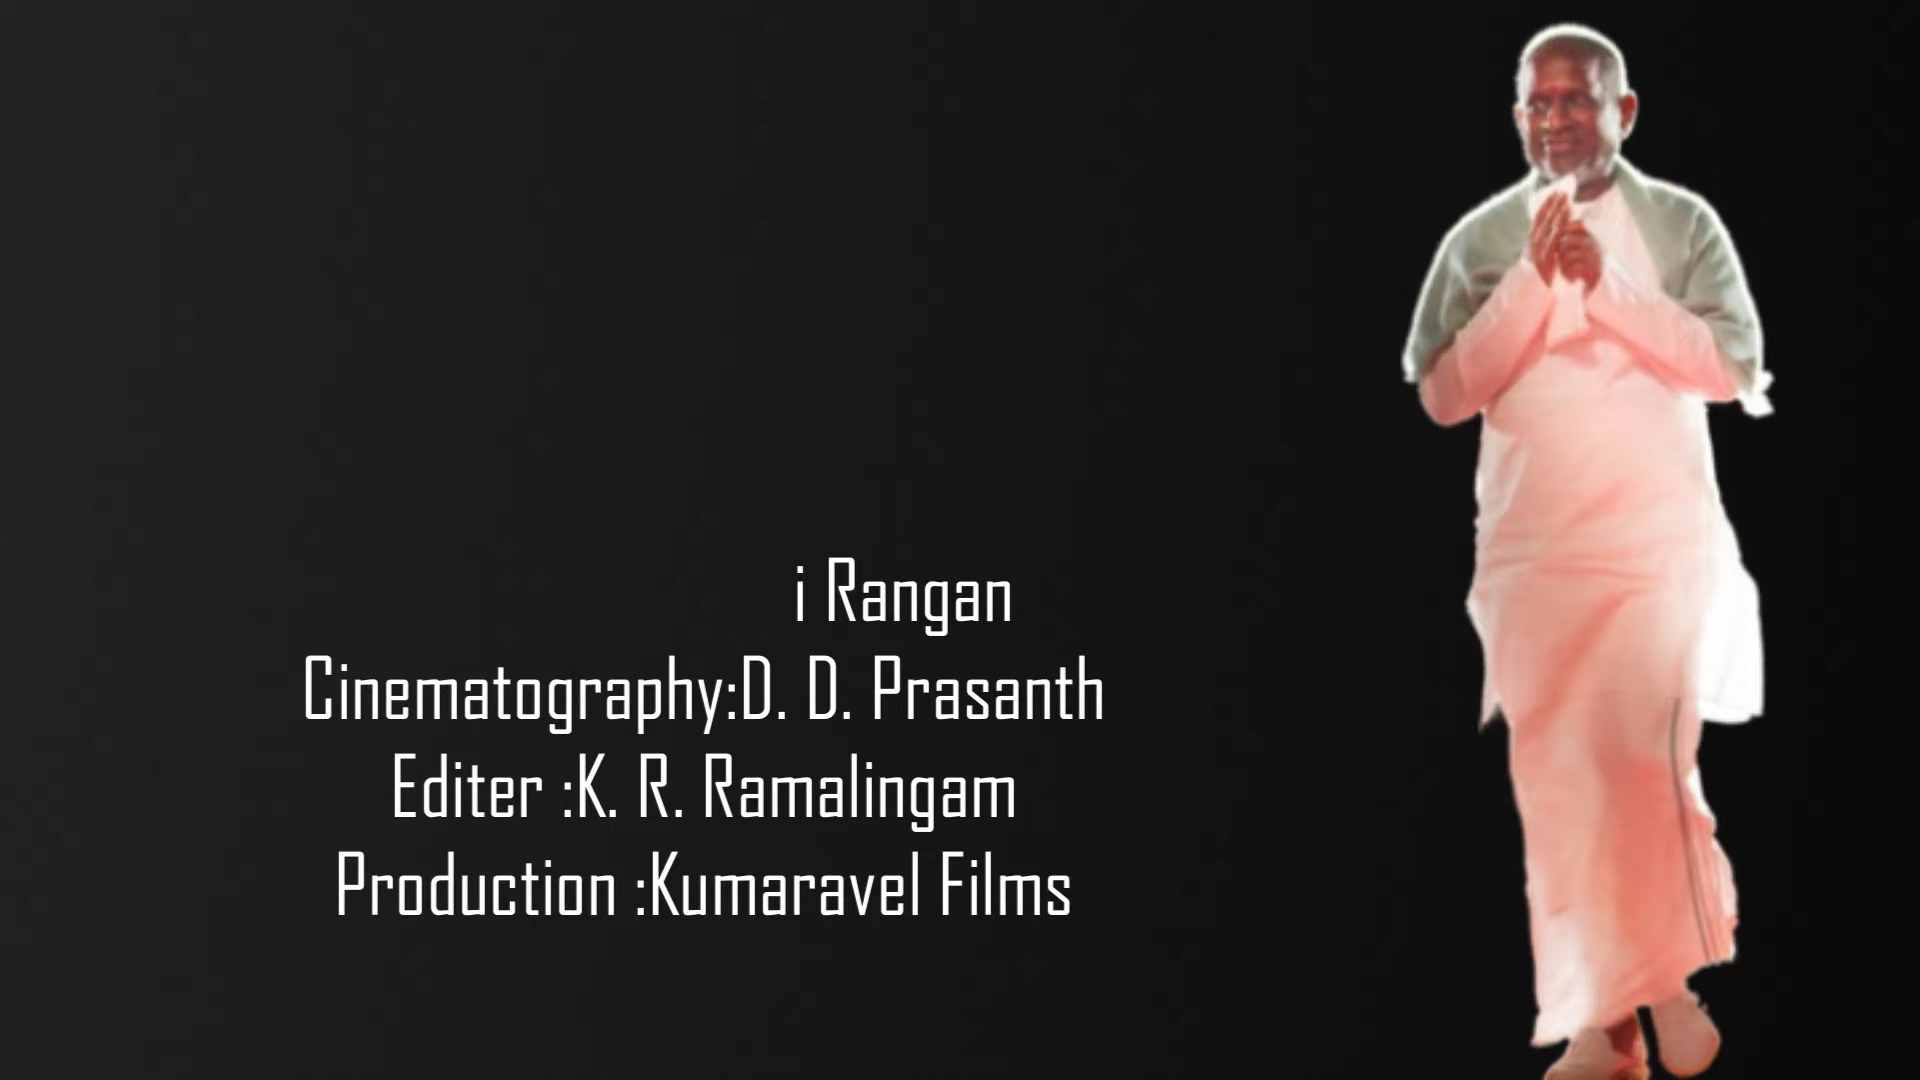 i Rangan
Cinematography:D. D. Prasanth
Editer :K. R. Ramalingam
Production :Kumaravel Films